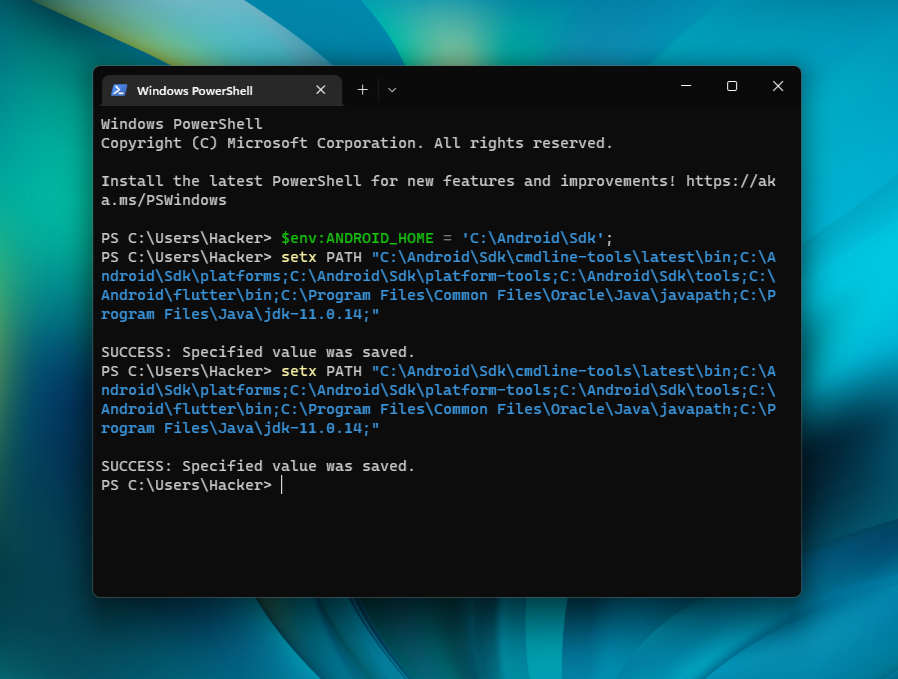 Windows PowerShell
Windows PowerShell
Copyright (C) Microsoft Corporation. All rights reserved.
Install the latest PowerShell for new features and improvements! https://ak
a.ms/PSWindows
PS C:\Users\Hacker> $env:ANDROID_HOME = 'C:\Android\Sdk';
PS C:\Users\Hacker> setx PATH "C:\Android\Sdk\cmdline-tools\latest\bin;C:\A
ndroid\Sdk\platforms;C:\Android\Sdk\platform-tools;C:\Android\Sdk\tools;C:\
Android\flutter\bin;C:\Program Files\Common Files\Oracle\Java\javapath;C:\P
rogram Files\Java\jdk-11.0.14;"
SUCCESS: Specified value was saved.
PS C:\Users\Hacker> setx PATH "C:\Android\Sdk\cmdline-tools\latest\bin;C:\A
ndroid\Sdk\platforms;C:\Android\Sdk\platform-tools;C:\Android\Sdk\tools;C:\
Android\flutter\bin;C:\Program Files\Common Files\Oracle\Java\javapath;C:\P
rogram Files\Java\jdk-11.0.14;"
SUCCESS: Specified value was saved.
PS C:\Users\Hacker>